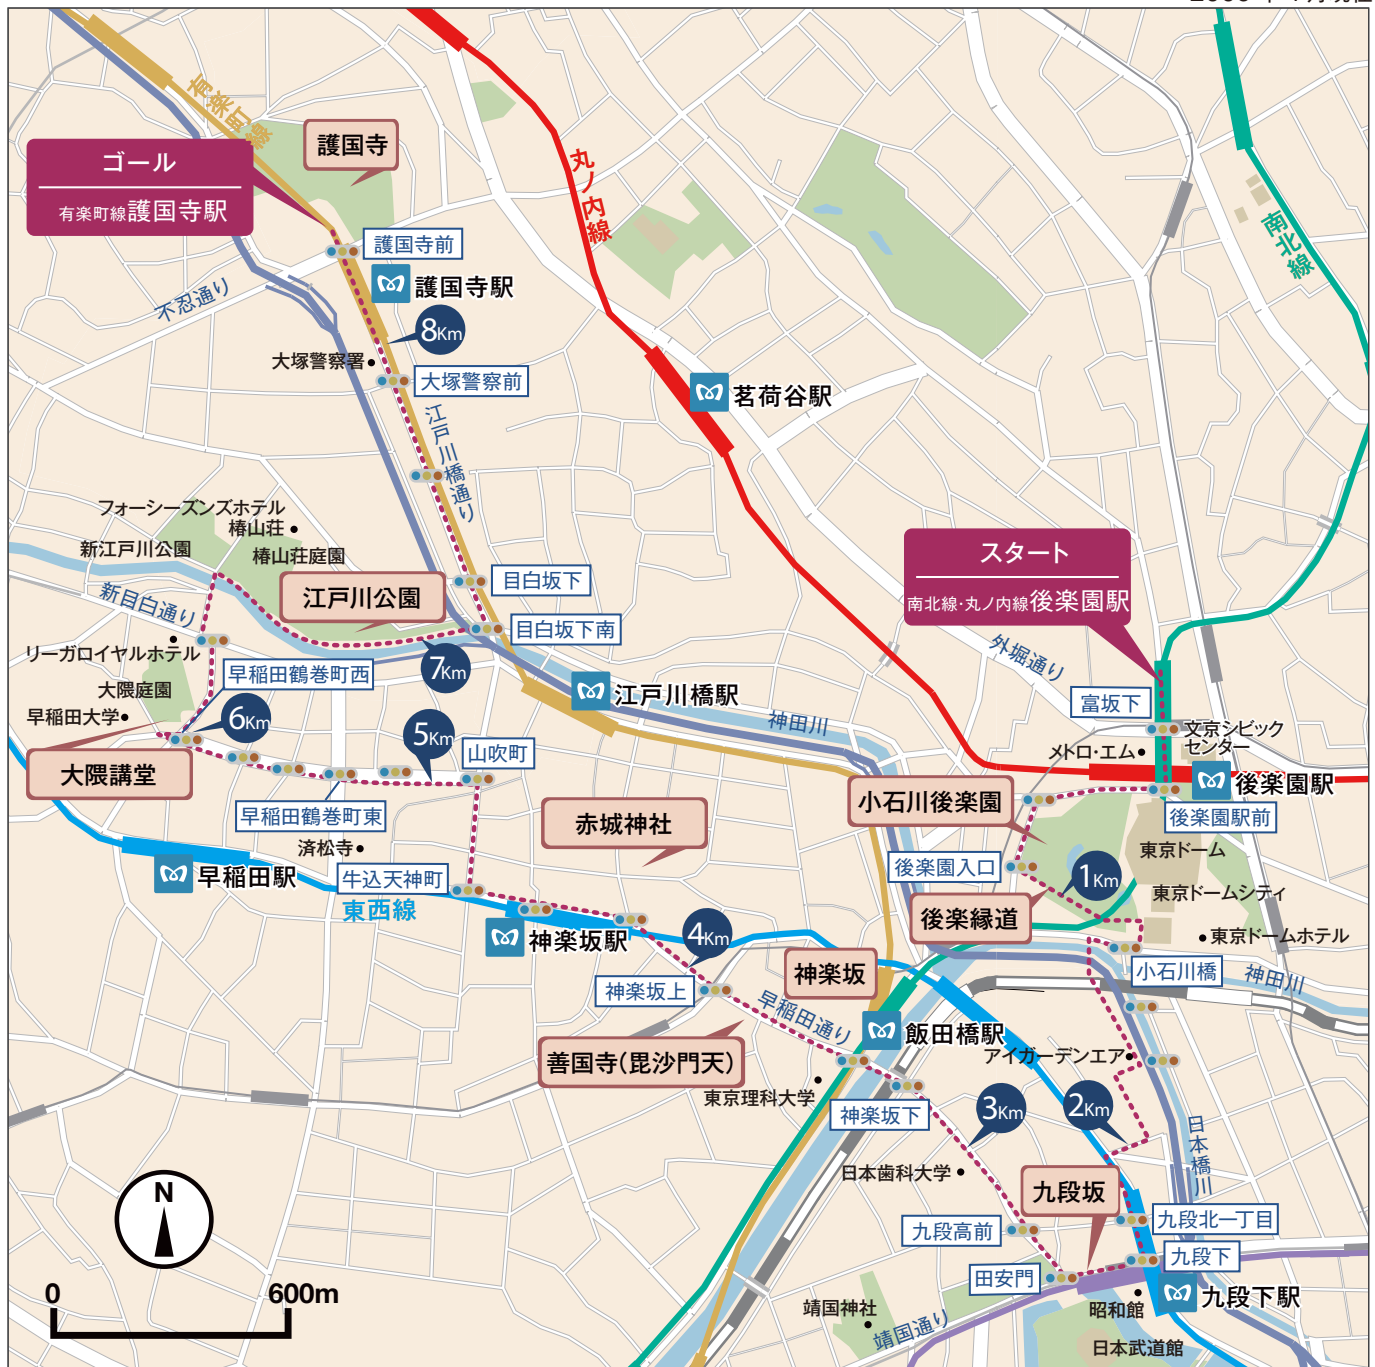 有楽町線
護国寺
ゴール
有楽町線護国寺駅
丸ノ内線
南北線
護国寺前
護国寺駅
不忍通り
8Km
大塚警察署
大塚警察前
茗荷谷駅
江戸川橋通り
フォーシーズンズホテル
椿山荘
新江戸川公園
椿山荘庭園
スタート
南北線・丸ノ内線後楽園駅
新目白通り
江戸川公園
目白坂下
目白坂下南
リーガロイヤルホテル
早稲田鶴巻町西
7Km
外堀通り
大隈庭園
早稲田大学
6Km
江戸川橋駅
神田川
富坂下
文京シビック
センター
メトロ・エム
5Km
山吹町
大隈講堂
後楽園駅
小石川後楽園
早稲田鶴巻町東
赤城神社
後楽園駅前
済松寺
東京ドーム
早稲田駅
牛込天神町
後楽園入口
1Km
東京ドームシティ
東西線
後楽縁道
神楽坂駅
4Km
東京ドームホテル
神楽坂
小石川橋
神田川
神楽坂上
早稲田通り
飯田橋駅
善国寺(毘沙門天)
アイガーデンエア
東京理科大学
神楽坂下
3Km
2Km
日本橋川
日本歯科大学
九段坂
N
九段高前
九段北一丁目
九段下
田安門
0
600m
九段下駅
靖国神社
昭和館
靖国通り
日本武道館